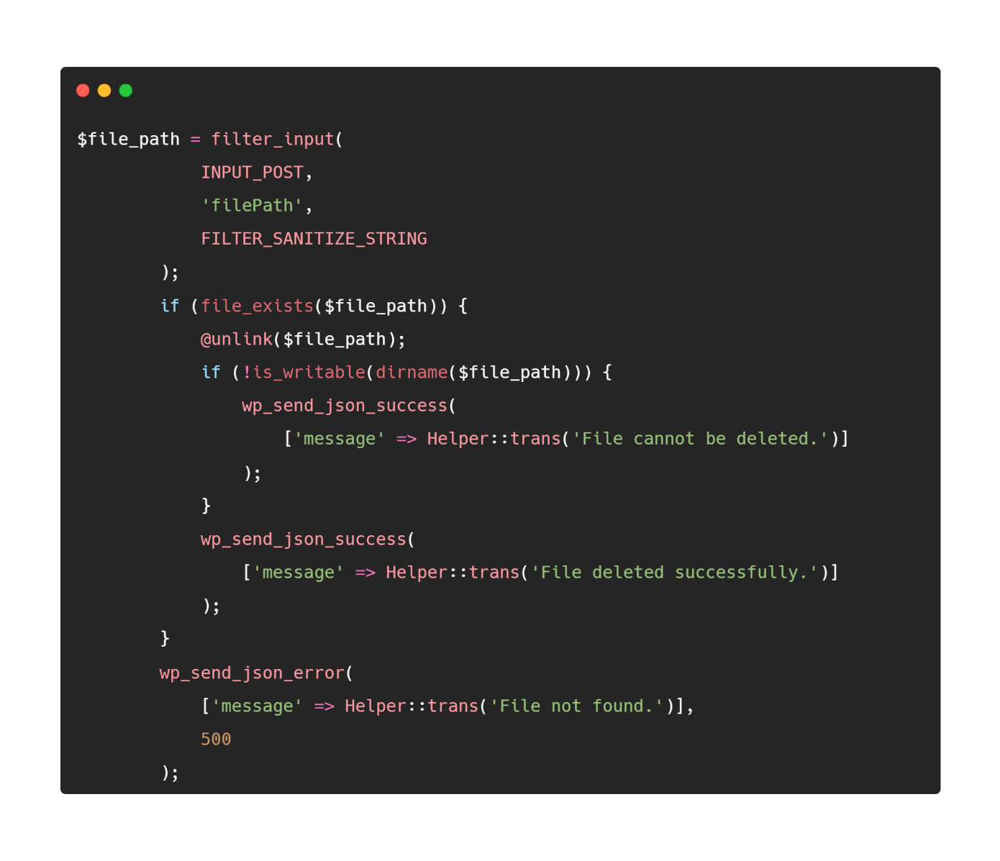 $file_path = filter_input(
            INPUT_POST,
            'filePath',
            FILTER_SANITIZE_STRING
        );
        if (file_exists($file_path)) {
            @unlink($file_path);
            if (!is_writable(dirname($file_path))) {
                wp_send_json_success(
                    ['message' => Helper::trans('File cannot be deleted.')]
                );
            }
            wp_send_json_success(
                ['message' => Helper::trans('File deleted successfully.')]
            );
        }
        wp_send_json_error(
            ['message' => Helper::trans('File not found.')],
            500
        );